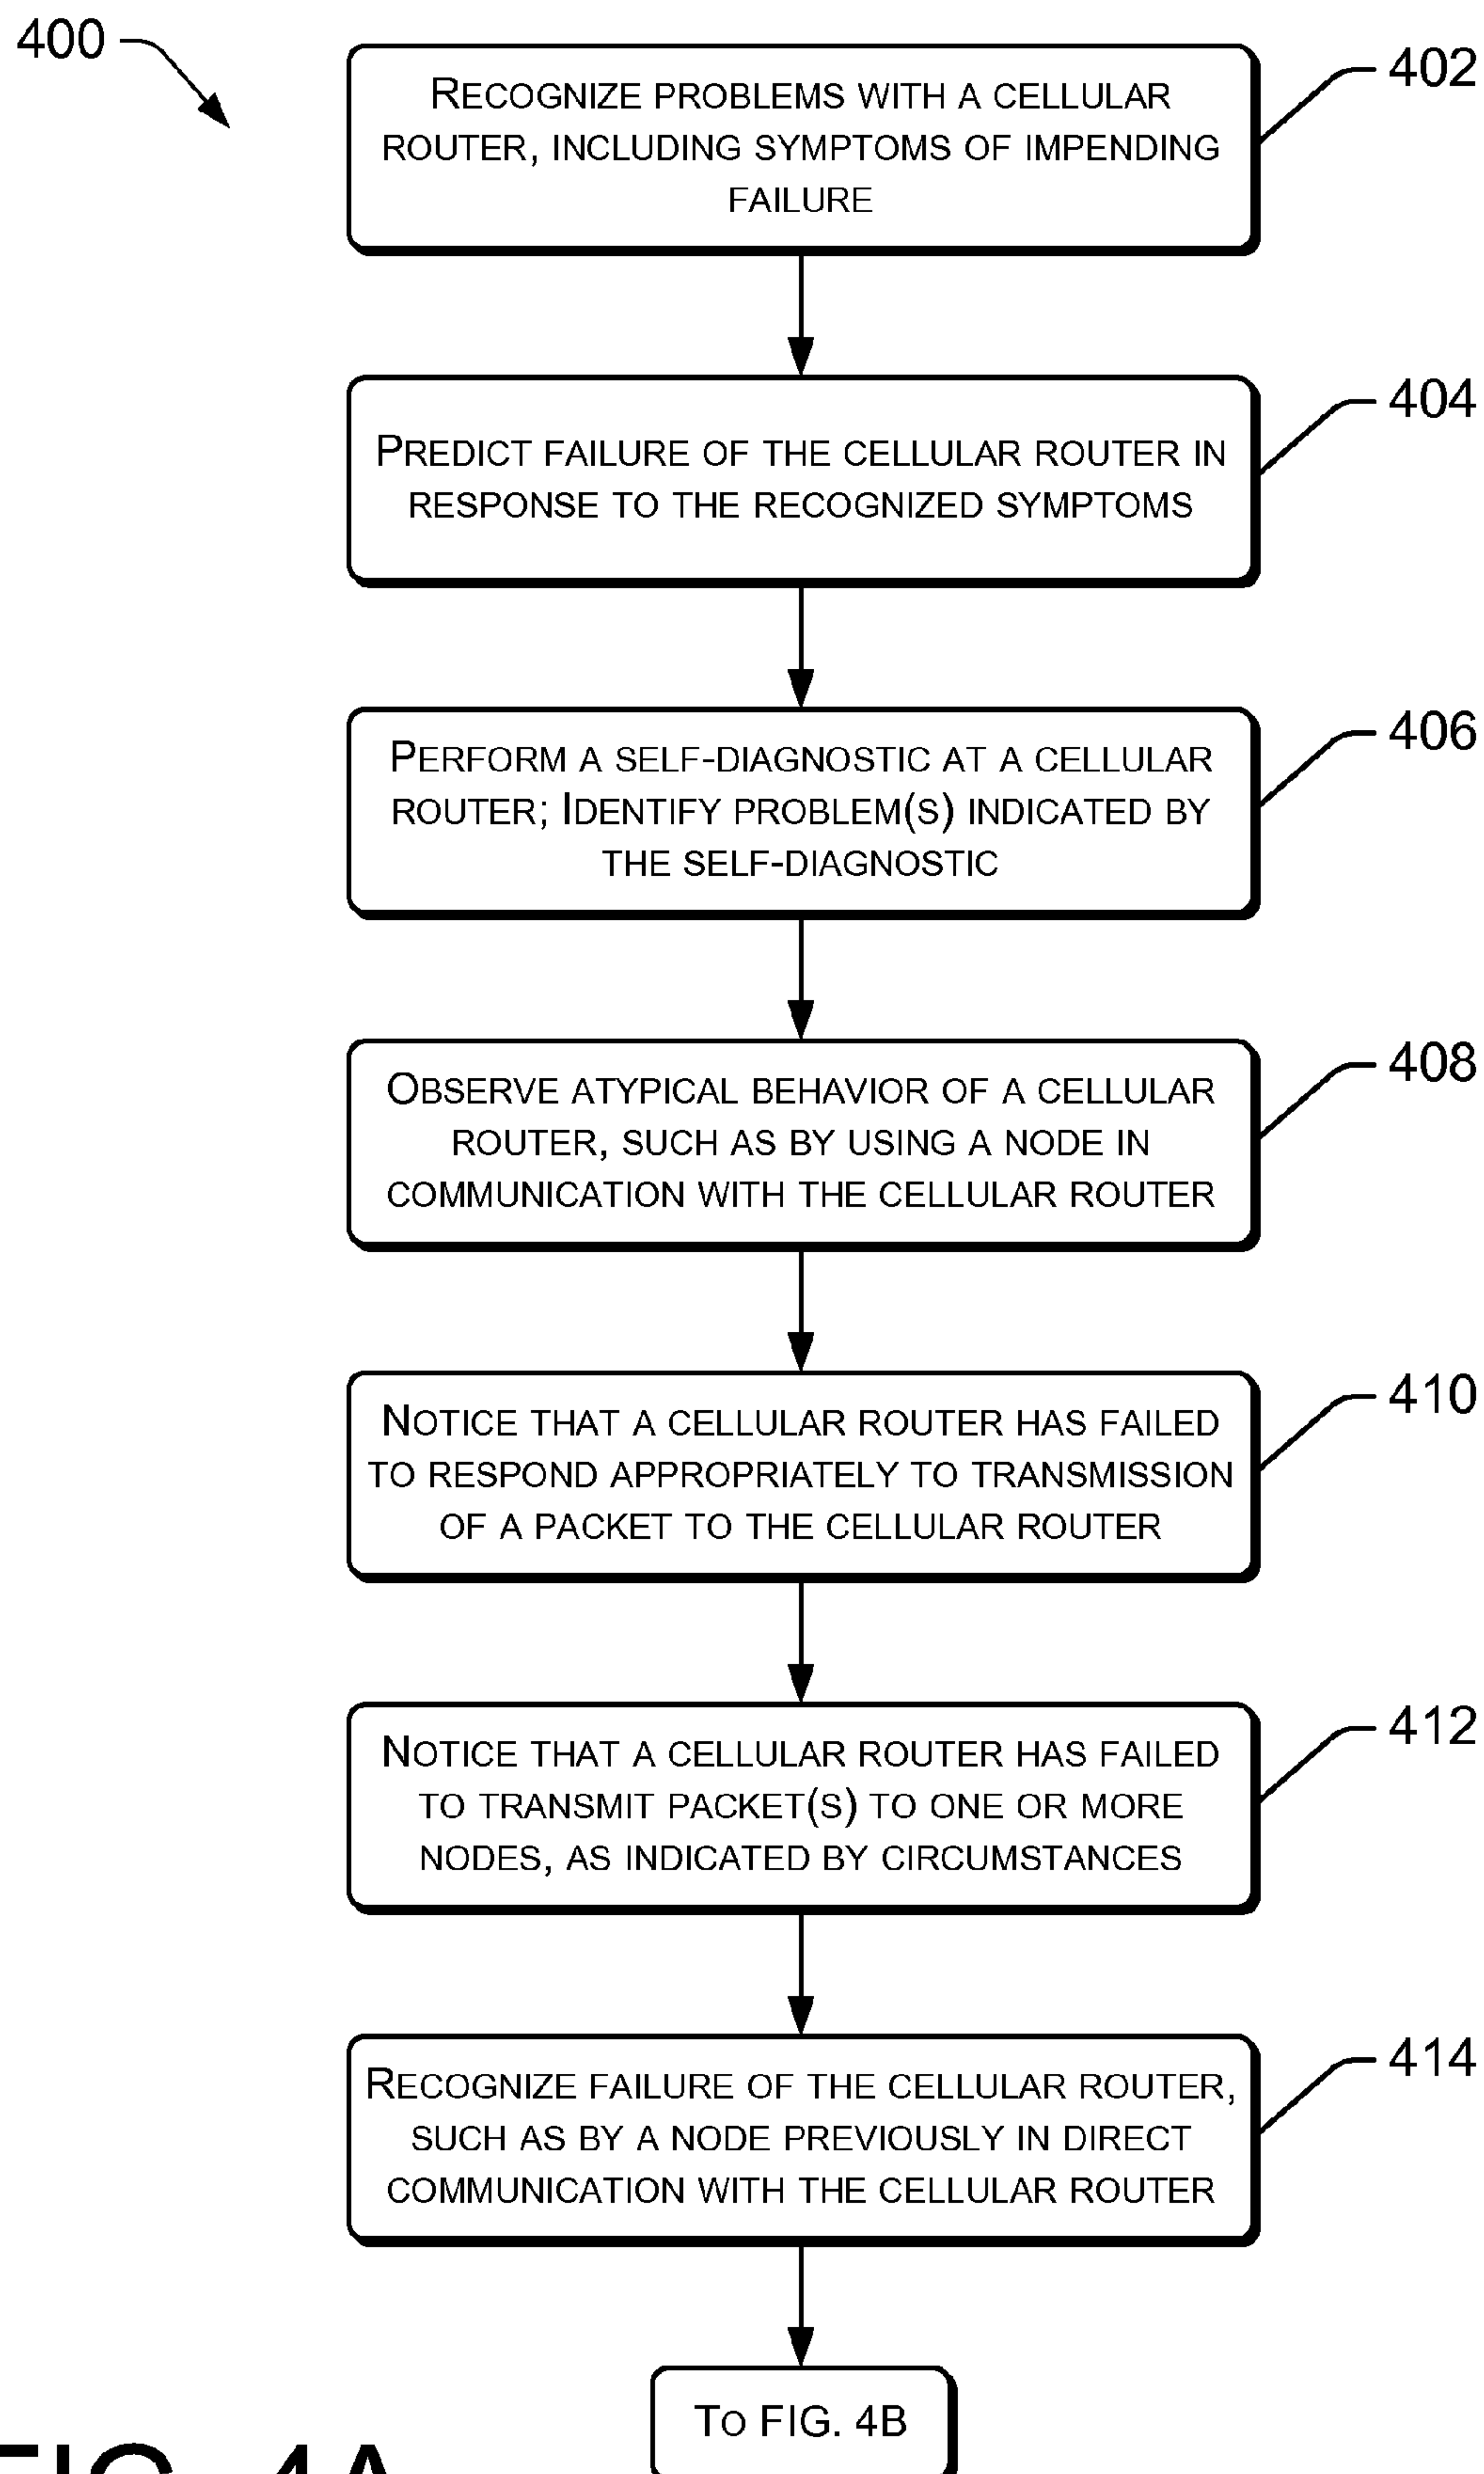 400
RECOGNIZE PROBLEMS WITH A CELLULAR
ROUTER, INCLUDING SYMPTOMS OF IMPENDING
FAILURE
402
PREDICT FAILURE OF THE CELLULAR ROUTER IN
RESPONSE TO THE RECOGNIZED SYMPTOMS
404
PERFORM A SELF-DIAGNOSTIC AT A CELLULAR
ROUTER; IDENTIFY PROBLEM(S) INDICATED BY
THE SELF-DIAGNOSTIC
406
OBSERVE ATYPICAL BEHAVIOR OF A CELLULAR
ROUTER, SUCH AS BY USING A NODE IN
COMMUNICATION WITH THE CELLULAR ROUTER
408
NOTICE THAT A CELLULAR ROUTER HAS FAILED
TO RESPOND APPROPRIATELY TO TRANSMISSION
OF A PACKET TO THE CELLULAR ROUTER
410
NOTICE THAT A CELLULAR ROUTER HAS FAILED
TO TRANSMIT PACKET(S) TO ONE OR MORE
NODES, AS INDICATED BY CIRCUMSTANCES
412
RECOGNIZE FAILURE OF THE CELLULAR ROUTER,
SUCH AS BY A NODE PREVIOUSLY IN DIRECT
COMMUNICATION WITH THE CELLULAR ROUTER
414
TO FIG. 4B
FIG. 4A